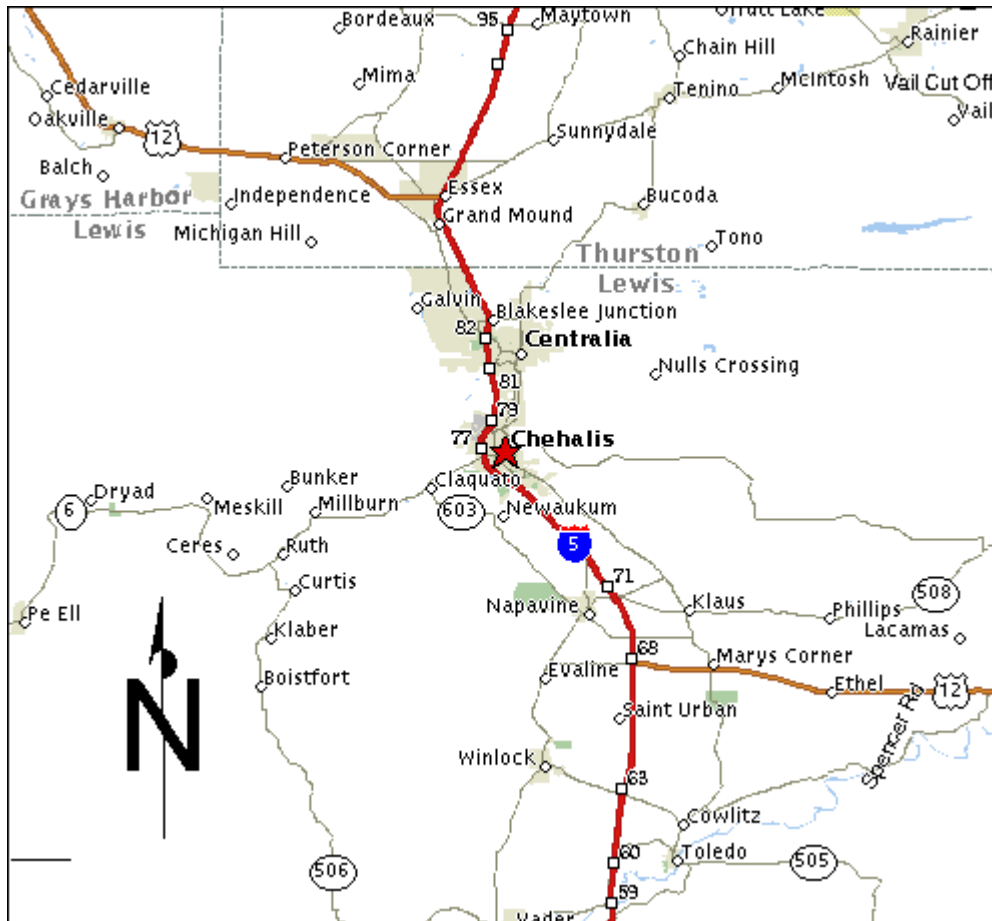 Bordeaux
95
Maytown
Orrutt Lake
Rainier
Chain Hill
Mima
Cedarville
Tenino
McIntosh
Vail Cut Off
Vail
Oakville
12
Sunnydale
Peterson Corner
Balch
Essex
Independence
Bucoda
Grays Harbor
Lewis
Grand Mound
Michigan Hill
Tono
Thurston
Lewis
Galvin
Blakeslee Junction
82
Centralia
Nulls Crossing
81
79
77
Chehalis
Bunker
Claquato
Dryad
Meskill
Millburn
6
603
Newaukum
Ceres
Ruth
5
71
Curtis
508
Napavine
Klaus
Phillips
Pe Ell
Klaber
Lacamas
68
Marys Corner
Evaline
Boistfort
Ethel
12
N
Saint Urban
Spencer Rd
Winlock
63
Cowlitz
60
Toledo
505
506
59
Vader